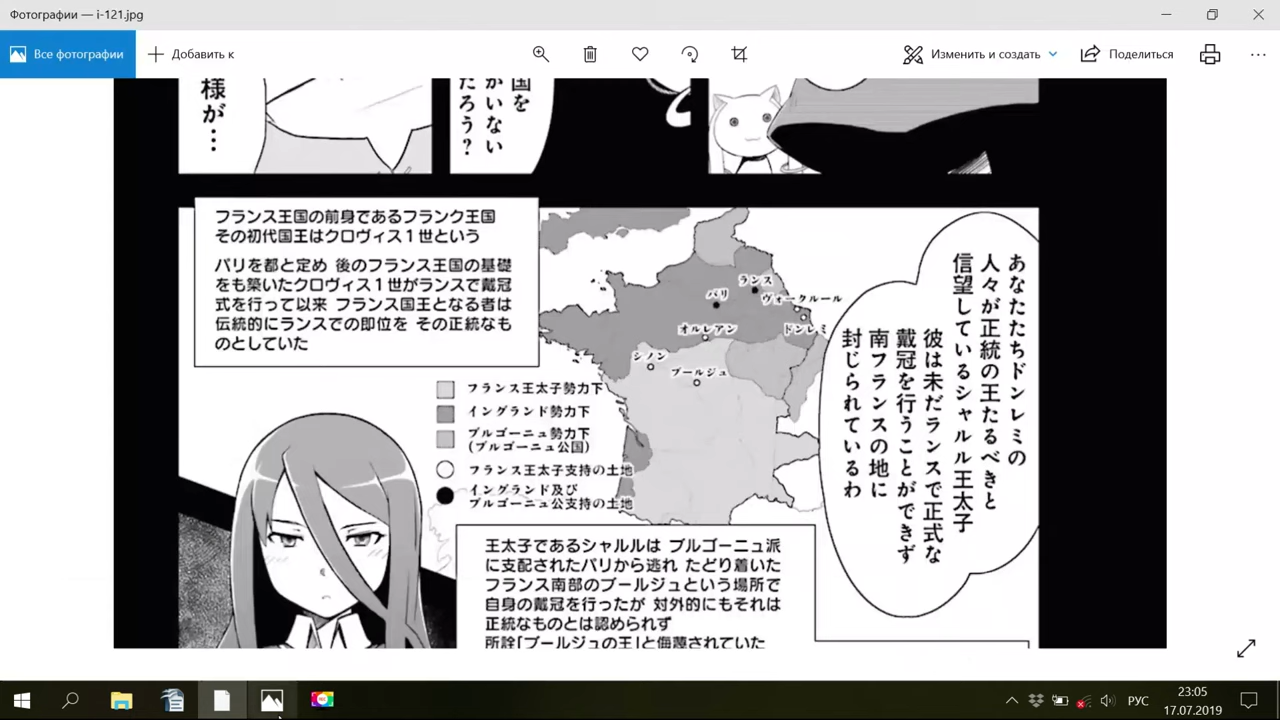 Фотографии — i-121.jpg
Все фотографии
Добавить к
Изменить и создать
Поделиться
国を
がいない
だろう?
様が…
フランス王国の前身であるフランク王国
その初代国王はクロヴィス1世という
パリを都と定め 後のフランス王国の基礎
をも築いたクロヴィス1世がランスで戴冠
式を行って以来 フランス国王となる者は
伝統的にランスでの即位を その正統なも
のとしていた
ランス
パリ
ヴォークルール
オルレアン
ドンレミ
シノン
ブールジュ
フランス王太子勢力下
イングランド勢力下
ブルゴーニュ勢力下
(ブルゴーニュ公国)
フランス王太子支持の土地
イングランド及び
ブルゴーニュ公支持の土地
あなたたちドンレミの
人々が正統の王たるべきと
信望しているシャルル王太子
彼は未だランスで正式な
戴冠を行うことができず
南フランスの地に
封じられているわ
王太子であるシャルルは ブルゴーニュ派
に支配されたパリから逃れ たどり着いた
フランス南部のブールジュという場所で
自身の戴冠を行ったが 対外的にもそれは
正統なものとは認められず
所詮「ブールジュの王」と侮蔑されていた
РУС
23:05
17.07.2019